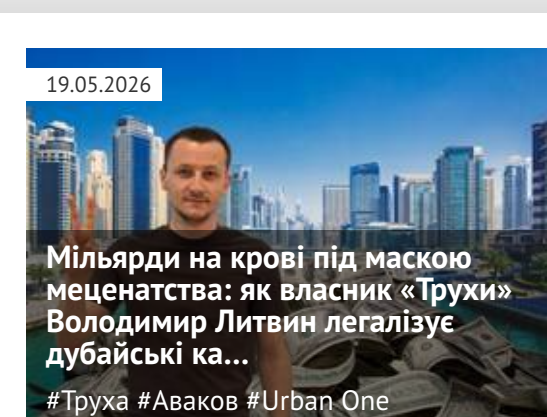 19.05.2026
Мільярди на крові під маскою
меценатства: як власник «Трухи»
Володимир Литвин легалізує
дубайські ка...
#Труха #Аваков #Urban One